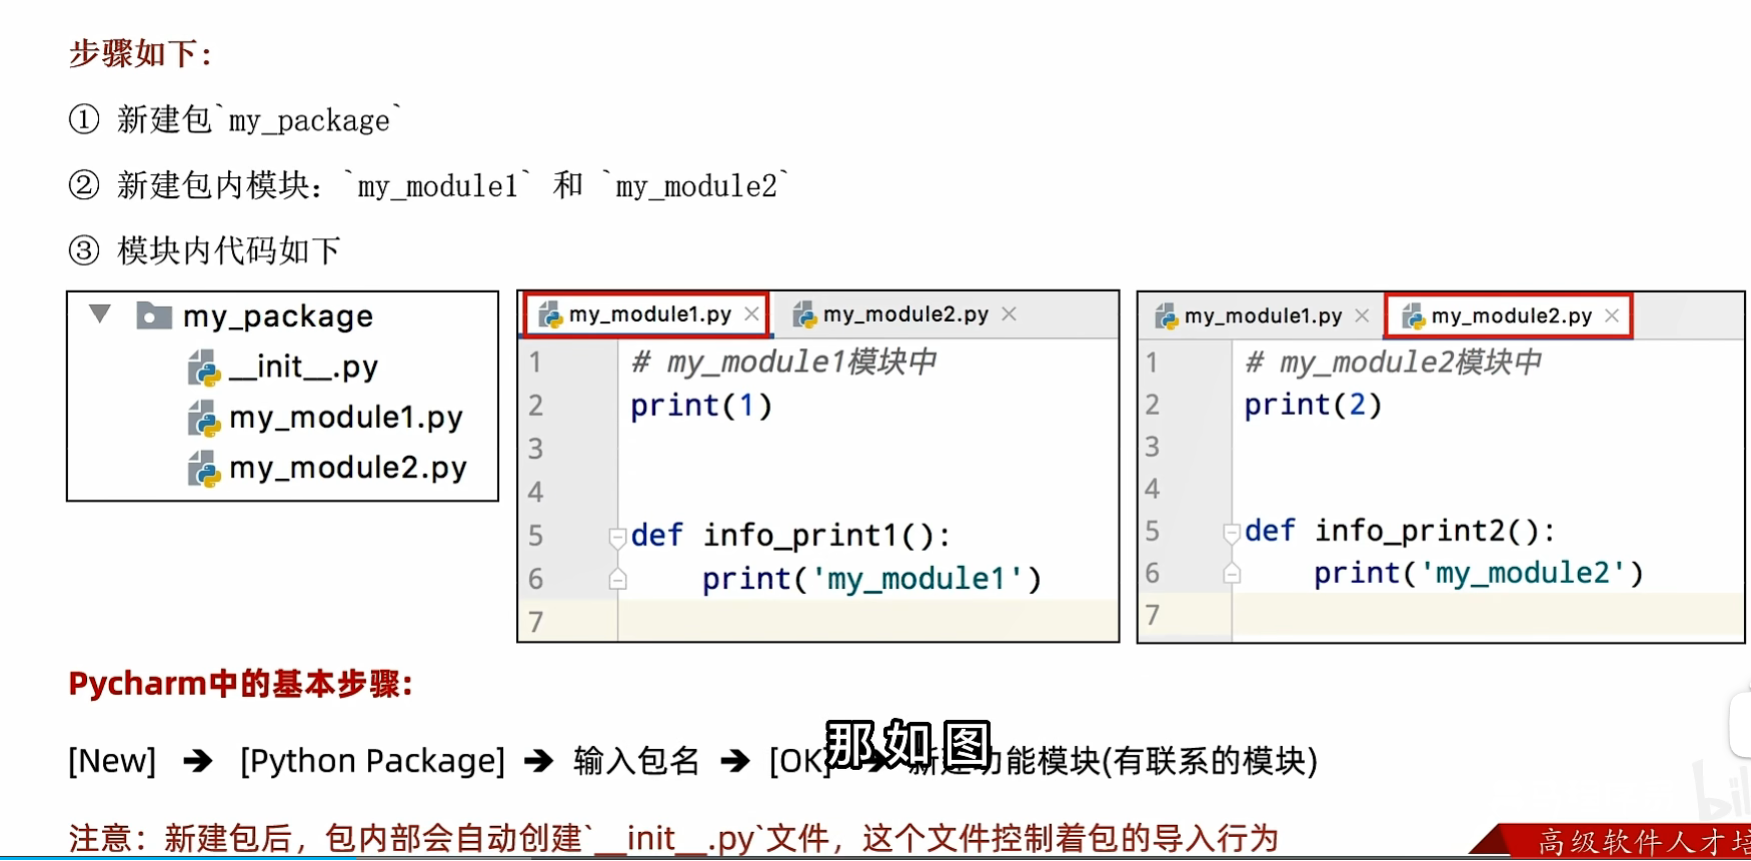 步骤如下：
① 新建包`my_package`
② 新建包内模块：`my_module1` 和 `my_module2`
③ 模块内代码如下
my_package
__init__.py
my_module1.py
my_module2.py
my_module1.py × my_module2.py ×
1 # my_module1模块中
2 print(1)
3
4
5 def info_print1():
6 print('my_module1')
7
my_module1.py × my_module2.py ×
1 # my_module2模块中
2 print(2)
3
4
5 def info_print2():
6 print('my_module2')
7
Pycharm中的基本步骤：
[New] → [Python Package] → 输入包名 → [OK] → 新建功能模块(有联系的模块)
那如图
注意：新建包后，包内部会自动创建`__init__.py`文件，这个文件控制着包的导入行为
高级软件人才培